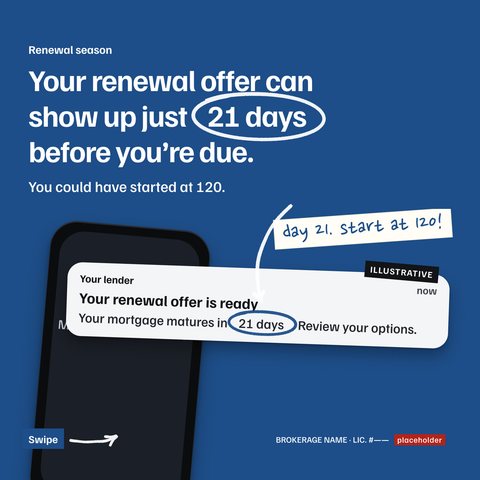 Renewal season
Your renewal offer can
show up just 21 days
before you're due.
You could have started at 120.
day 21. start at 120!
ILLUSTRATIVE
Your lender
now
Your renewal offer is ready
Your mortgage matures in 21 days Review your options.
M
Swipe
BROKERAGE NAME · LIC. #—— placeholder